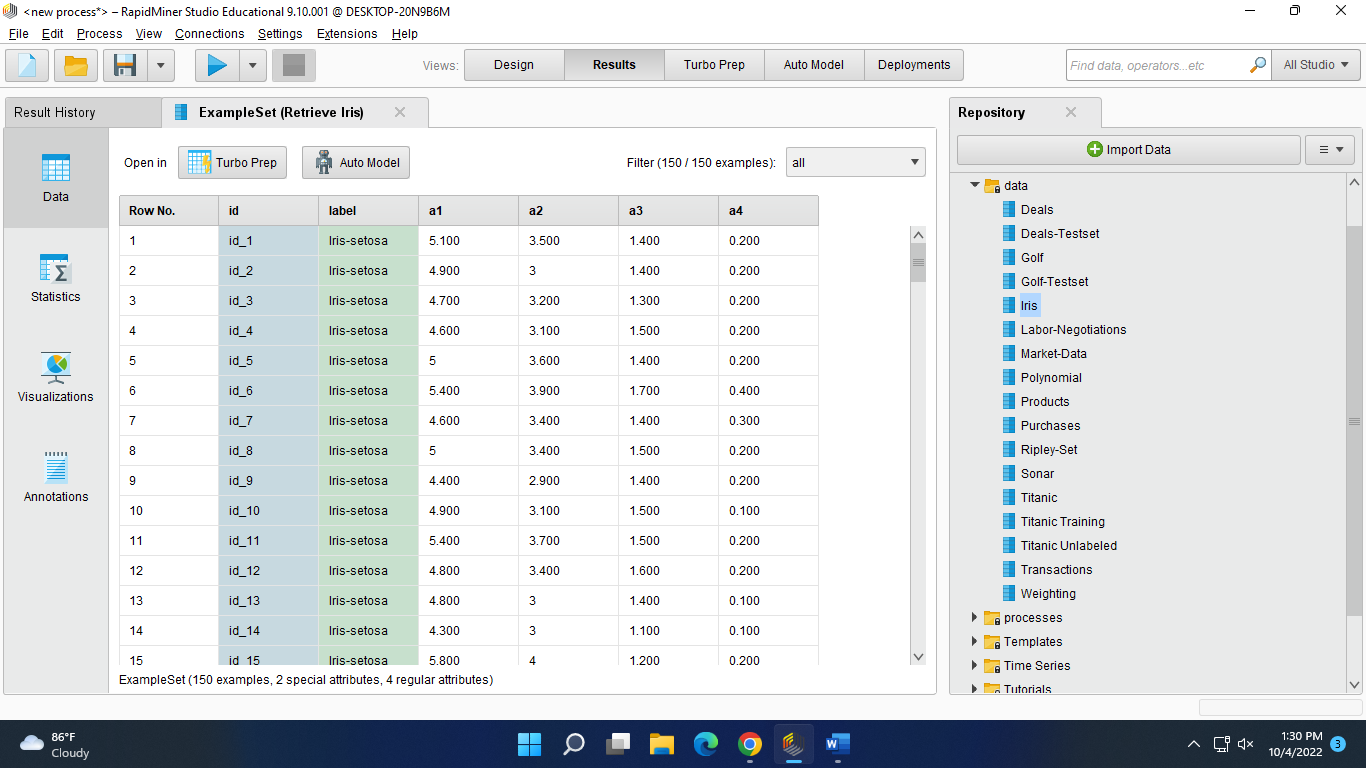 <new process*> – RapidMiner Studio Educational 9.10.001 @ DESKTOP-20N9B6M
File Edit Process View Connections Settings Extensions Help
Views: Design Results Turbo Prep Auto Model Deployments Find data, operators...etc All Studio
Result History ExampleSet (Retrieve Iris)
Data
Statistics
Visualizations
Annotations
Open in Turbo Prep Auto Model Filter (150 / 150 examples): all
Row No. id label a1 a2 a3 a4
1 id_1 Iris-setosa 5.100 3.500 1.400 0.200
2 id_2 Iris-setosa 4.900 3 1.400 0.200
3 id_3 Iris-setosa 4.700 3.200 1.300 0.200
4 id_4 Iris-setosa 4.600 3.100 1.500 0.200
5 id_5 Iris-setosa 5 3.600 1.400 0.200
6 id_6 Iris-setosa 5.400 3.900 1.700 0.400
7 id_7 Iris-setosa 4.600 3.400 1.400 0.300
8 id_8 Iris-setosa 5 3.400 1.500 0.200
9 id_9 Iris-setosa 4.400 2.900 1.400 0.200
10 id_10 Iris-setosa 4.900 3.100 1.500 0.100
11 id_11 Iris-setosa 5.400 3.700 1.500 0.200
12 id_12 Iris-setosa 4.800 3.400 1.600 0.200
13 id_13 Iris-setosa 4.800 3 1.400 0.100
14 id_14 Iris-setosa 4.300 3 1.100 0.100
15 id_15 Iris-setosa 5.800 4 1.200 0.200
ExampleSet (150 examples, 2 special attributes, 4 regular attributes)
Repository
Import Data
data
Deals
Deals-Testset
Golf
Golf-Testset
Iris
Labor-Negotiations
Market-Data
Polynomial
Products
Purchases
Ripley-Set
Sonar
Titanic
Titanic Training
Titanic Unlabeled
Transactions
Weighting
processes
Templates
Time Series
Tutorials
86°F
Cloudy
1:30 PM
10/4/2022
3